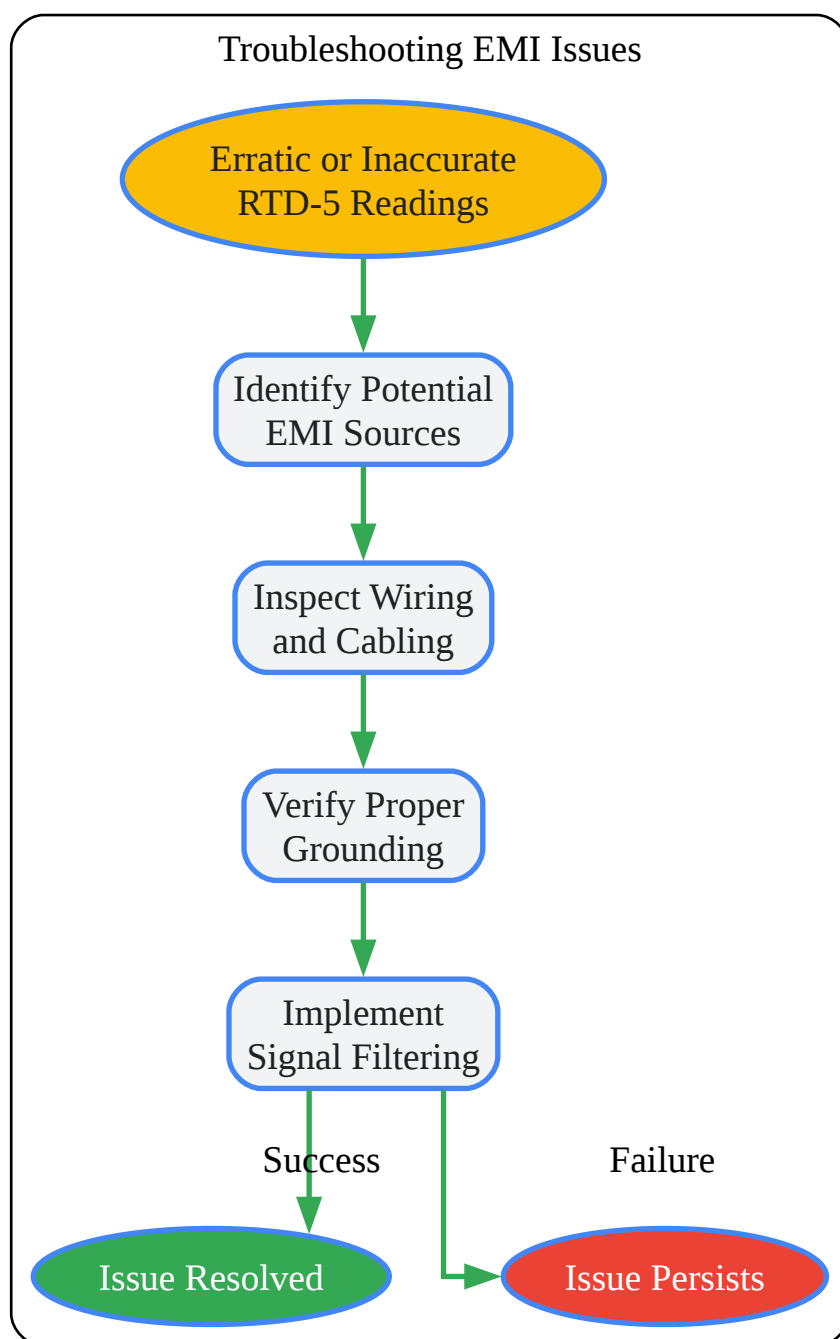 Troubleshooting EMI Issues
Erratic or Inaccurate
RTD-5 Readings
Identify Potential
EMI Sources
Inspect Wiring
and Cabling
Verify Proper
Grounding
Implement
Signal Filtering
Success
Failure
Issue Resolved
Issue Persists